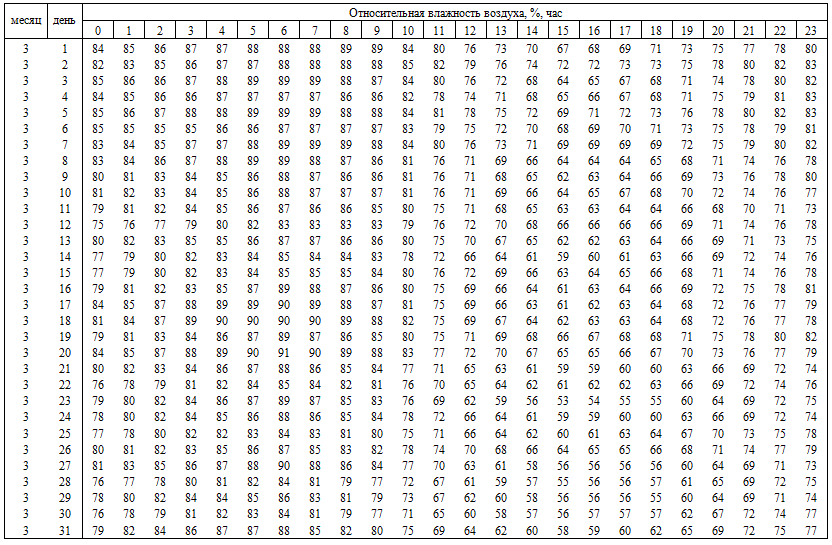 месяц день Относительная влажность воздуха, %, час
0 1 2 3 4 5 6 7 8 9 10 11 12 13 14 15 16 17 18 19 20 21 22 23
3 1 84 85 86 87 87 88 88 88 89 89 84 80 76 73 70 67 68 69 71 73 75 77 78 80
3 2 82 83 85 86 87 87 88 88 88 88 85 82 79 76 74 72 72 73 73 75 78 80 82 83
3 3 85 86 86 87 88 89 89 89 88 87 84 80 76 72 68 64 65 67 68 71 74 78 80 82
3 4 84 85 86 86 87 87 87 87 86 86 82 78 74 71 68 65 66 67 68 71 75 79 81 83
3 5 85 86 87 88 88 89 89 89 88 88 84 81 78 75 72 69 71 72 73 76 78 80 82 83
3 6 85 85 85 85 86 86 87 87 87 87 83 79 75 72 70 68 69 70 71 73 75 78 79 81
3 7 83 84 85 87 87 88 89 89 89 88 84 80 76 73 71 69 69 69 69 72 75 79 80 82
3 8 83 84 86 87 88 89 89 88 87 86 81 76 71 69 66 64 64 64 65 68 71 74 76 78
3 9 80 81 83 84 85 86 88 87 86 86 81 76 71 68 65 62 63 64 66 69 73 76 78 80
3 10 81 82 83 84 85 86 88 87 87 87 81 76 71 69 66 64 65 67 68 70 72 74 76 77
3 11 79 81 82 84 85 86 87 86 86 85 80 75 71 68 65 63 63 64 64 66 68 70 71 73
3 12 75 76 77 79 80 82 83 83 83 83 79 76 72 70 68 66 66 66 66 69 71 74 76 78
3 13 80 82 83 85 85 86 87 87 86 86 80 75 70 67 65 62 62 63 64 66 69 71 73 75
3 14 77 79 80 82 83 84 85 84 84 83 78 72 66 64 61 59 60 61 63 66 69 72 74 76
3 15 77 79 80 82 83 84 85 85 85 84 80 76 72 69 66 63 64 65 66 68 71 74 76 78
3 16 79 81 82 83 85 87 89 88 87 86 80 75 69 66 64 61 63 64 66 69 72 75 78 81
3 17 84 85 87 88 89 89 90 89 88 87 81 75 69 66 63 61 62 63 64 68 72 76 77 79
3 18 81 84 87 89 90 90 90 90 89 88 82 75 69 67 64 62 63 63 64 68 72 76 77 78
3 19 79 81 83 84 86 87 89 87 86 85 80 75 71 69 68 66 67 68 68 71 75 78 80 82
3 20 84 85 87 88 89 90 91 90 89 88 83 77 72 70 67 65 65 66 67 70 73 76 77 79
3 21 80 82 83 84 86 87 88 86 85 84 77 71 65 63 61 59 59 60 60 63 66 69 72 74
3 22 76 78 79 81 82 84 85 84 82 81 76 70 65 64 62 61 62 62 63 66 69 72 74 76
3 23 79 80 82 84 86 87 89 87 85 83 76 69 62 59 56 53 54 55 55 60 64 69 72 75
3 24 78 80 82 84 85 86 88 88 86 84 78 72 66 64 61 59 59 60 60 63 66 69 72 74
3 25 77 78 80 82 82 83 84 83 81 80 75 71 66 64 62 60 61 63 64 67 70 73 75 78
3 26 80 81 82 83 85 86 87 85 83 82 78 74 70 68 66 64 65 65 66 68 71 74 77 79
3 27 81 83 85 86 87 88 90 88 86 84 77 70 63 61 58 56 56 56 56 60 64 69 71 73
3 28 76 77 78 80 81 82 84 81 79 77 72 67 61 59 57 55 56 56 57 61 65 69 72 75
3 29 78 80 82 84 84 85 86 83 81 79 73 67 62 60 58 56 56 56 55 60 64 69 71 74
3 30 76 78 79 81 82 83 84 81 79 77 71 65 60 58 57 56 57 57 57 62 67 72 74 77
3 31 79 82 84 86 87 87 88 85 82 80 75 69 64 62 60 58 59 60 62 65 69 72 75 77